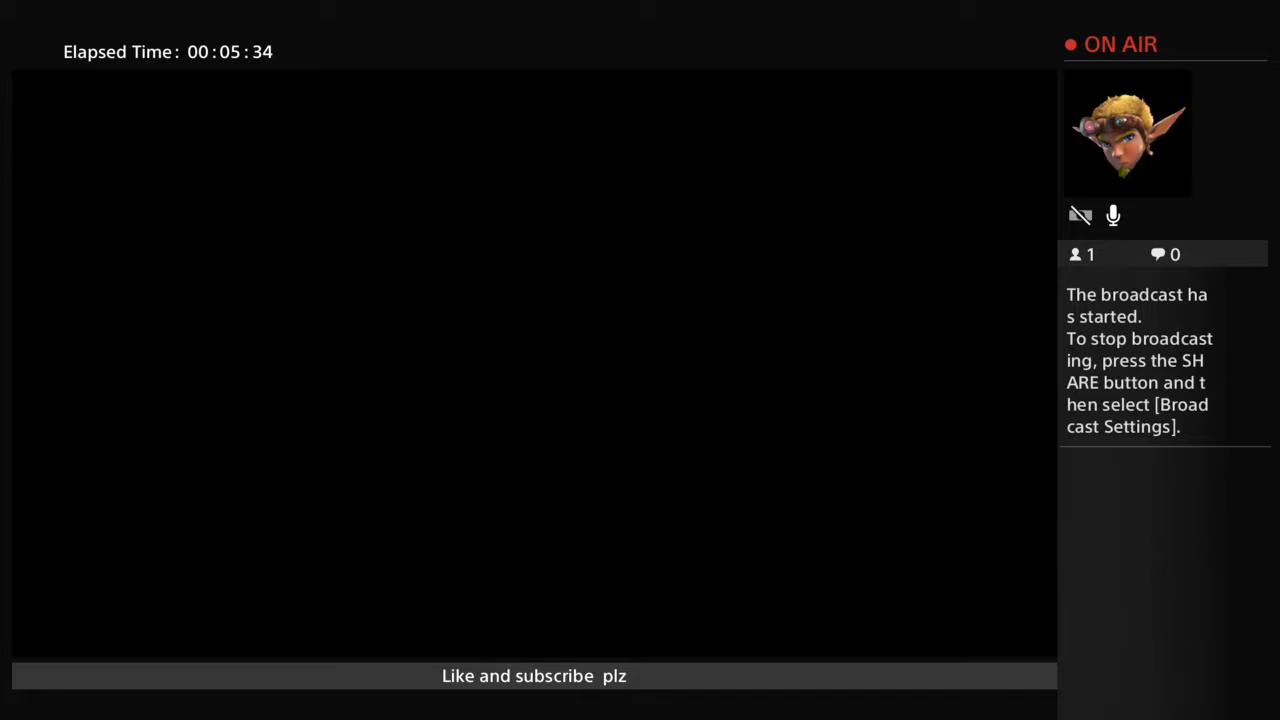 Elapsed Time: 00:05:34
ON AIR
1 0
The broadcast ha
s started.
To stop broadcast
ing, press the SH
ARE button and t
hen select [Broad
cast Settings].
Like and subscribe plz